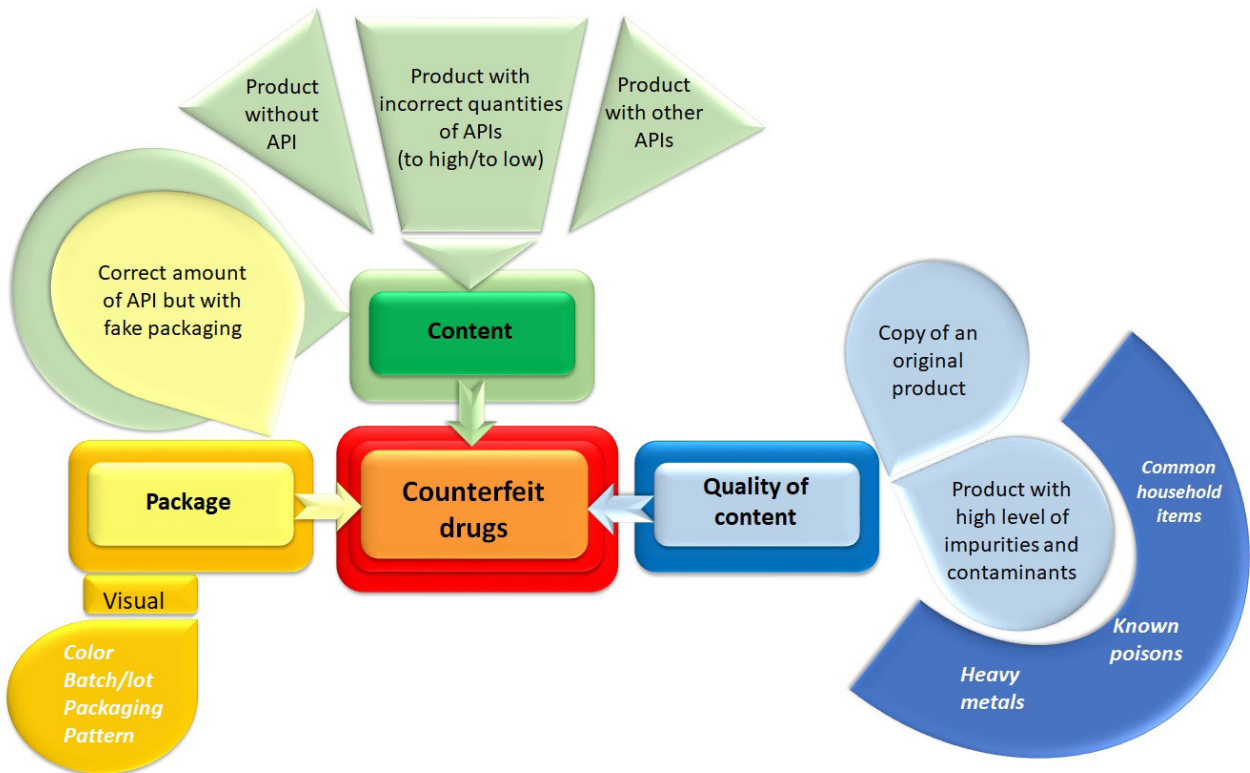 Product
without
API
Product with
incorrect quantities
of APIs
(to high/to low)
Product
with other
APIs
Correct amount
of API but with
fake packaging
Content
Package
Counterfeit
drugs
Quality of
content
Copy of an
original
product
Product with
high level of
impurities and
contaminants
Common
household
items
Known
poisons
Heavy
metals
Visual
Color
Batch/lot
Packaging
Pattern